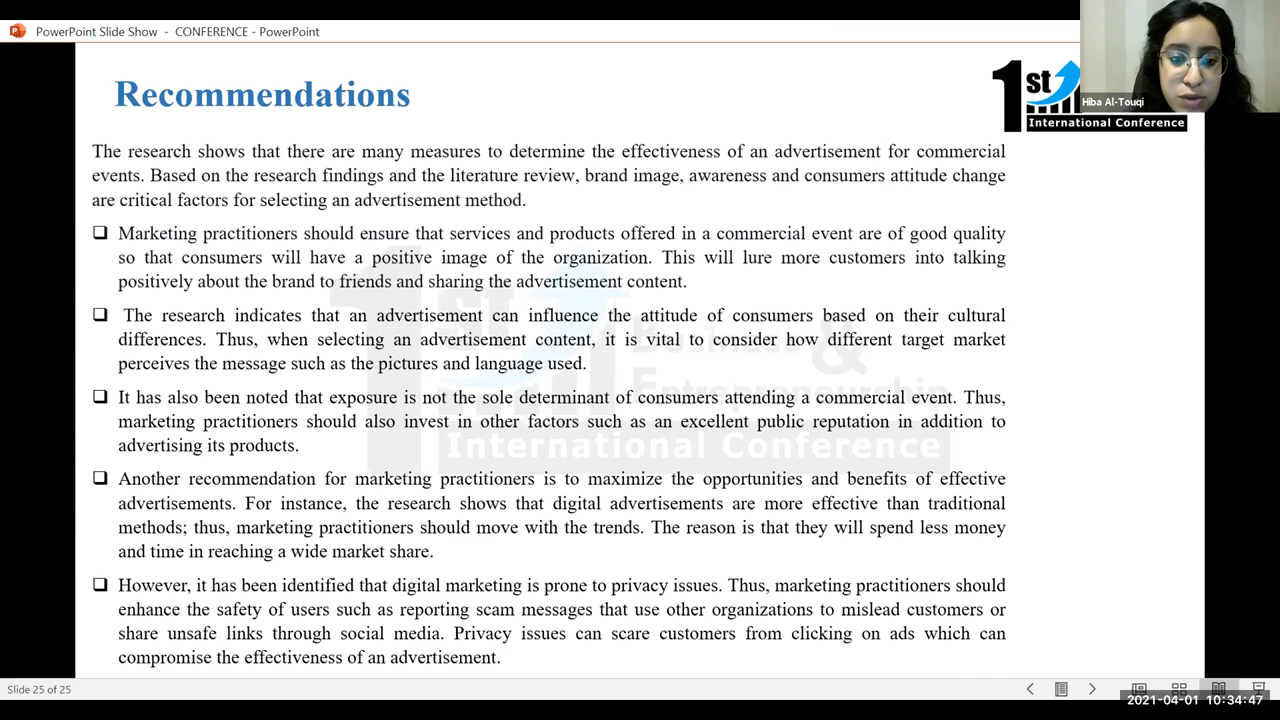 PowerPoint Slide Show - CONFERENCE - PowerPoint
Recommendations
1st
International Conference
Hiba Al-Touqi
The research shows that there are many measures to determine the effectiveness of an advertisement for commercial
events. Based on the research findings and the literature review, brand image, awareness and consumers attitude change
are critical factors for selecting an advertisement method.
Marketing practitioners should ensure that services and products offered in a commercial event are of good quality
so that consumers will have a positive image of the organization. This will lure more customers into talking
positively about the brand to friends and sharing the advertisement content.
The research indicates that an advertisement can influence the attitude of consumers based on their cultural
differences. Thus, when selecting an advertisement content, it is vital to consider how different target market
perceives the message such as the pictures and language used.
It has also been noted that exposure is not the sole determinant of consumers attending a commercial event. Thus,
marketing practitioners should also invest in other factors such as an excellent public reputation in addition to
advertising its products.
Another recommendation for marketing practitioners is to maximize the opportunities and benefits of effective
advertisements. For instance, the research shows that digital advertisements are more effective than traditional
methods; thus, marketing practitioners should move with the trends. The reason is that they will spend less money
and time in reaching a wide market share.
However, it has been identified that digital marketing is prone to privacy issues. Thus, marketing practitioners should
enhance the safety of users such as reporting scam messages that use other organizations to mislead customers or
share unsafe links through social media. Privacy issues can scare customers from clicking on ads which can
compromise the effectiveness of an advertisement.
1st
Business &
Entrepreneurship
International Conference
Slide 25 of 25
2021-04-01 10:34:47